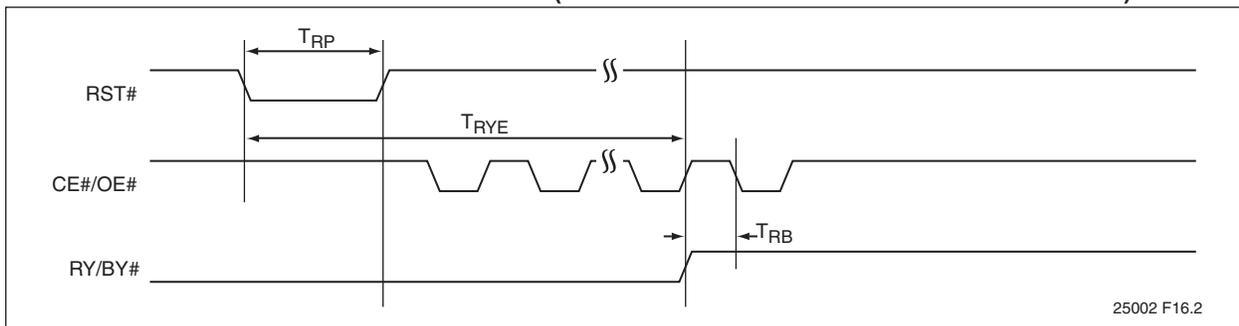 TRP
RST#
TRYE
CE#/OE#
TRB
RY/BY#
25002 F16.2